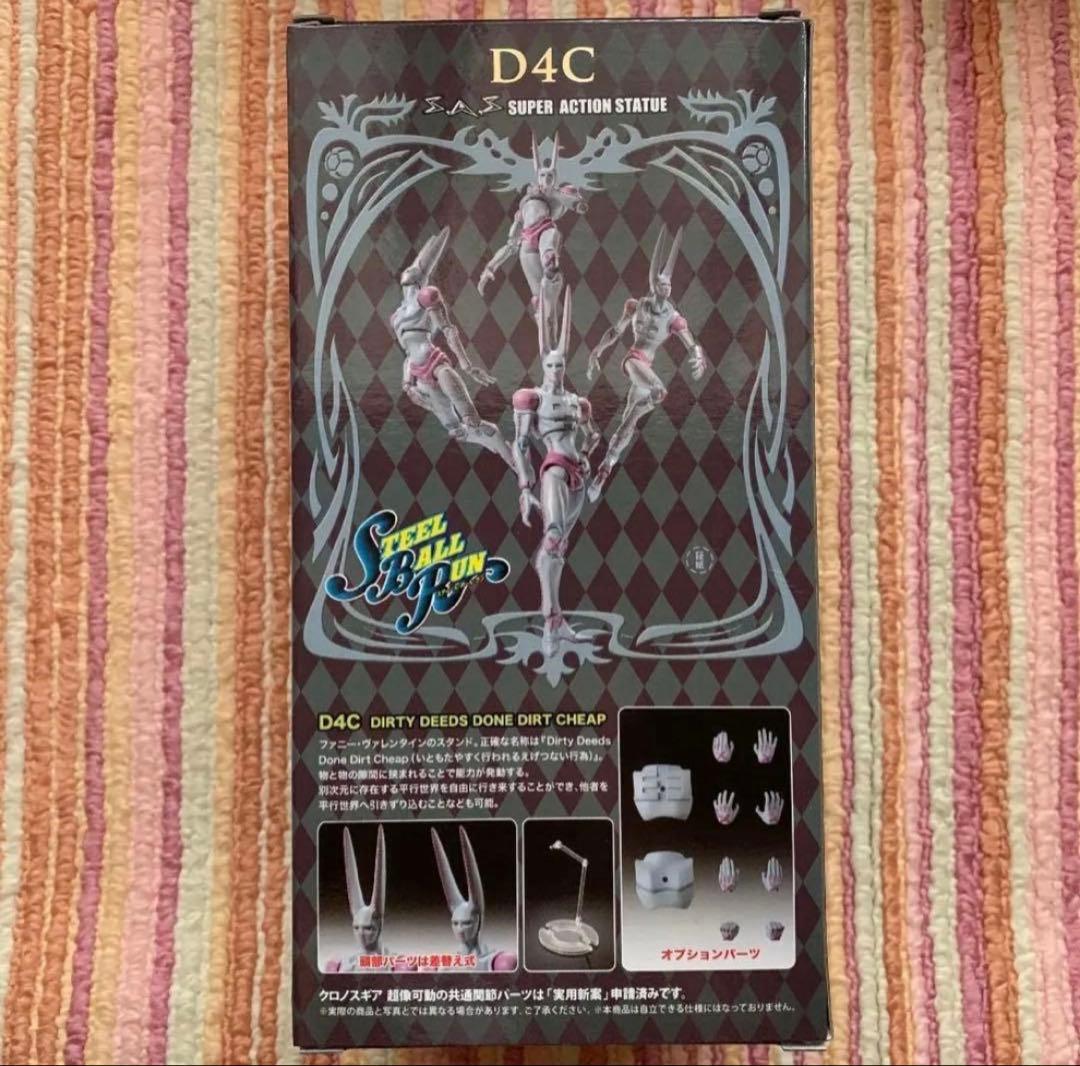 D4C
S.A.S SUPER ACTION STATUE
STEEL
BALL
RUN
D4C DIRTY DEEDS DONE DIRT CHEAP
ファニー・ヴァレンタインのスタンド。正確な名称は『Dirty Deeds
Done Dirt Cheap（いともたやすく行われるえげつない行為）』。
物と物の隙間に挟まれることで能力が発動する。
別次元に存在する平行世界を自由に行き来することができ、他者を
平行世界へ引きずり込むことなども可能。
頭部パーツは差替え式
オプションパーツ
クロノスギア 超像可動の共通関節パーツは「実用新案」申請済みです。
※実際の商品と写真とでは異なる場合があります。ご了承ください。※本商品は自立できる仕様にはなっておりません。